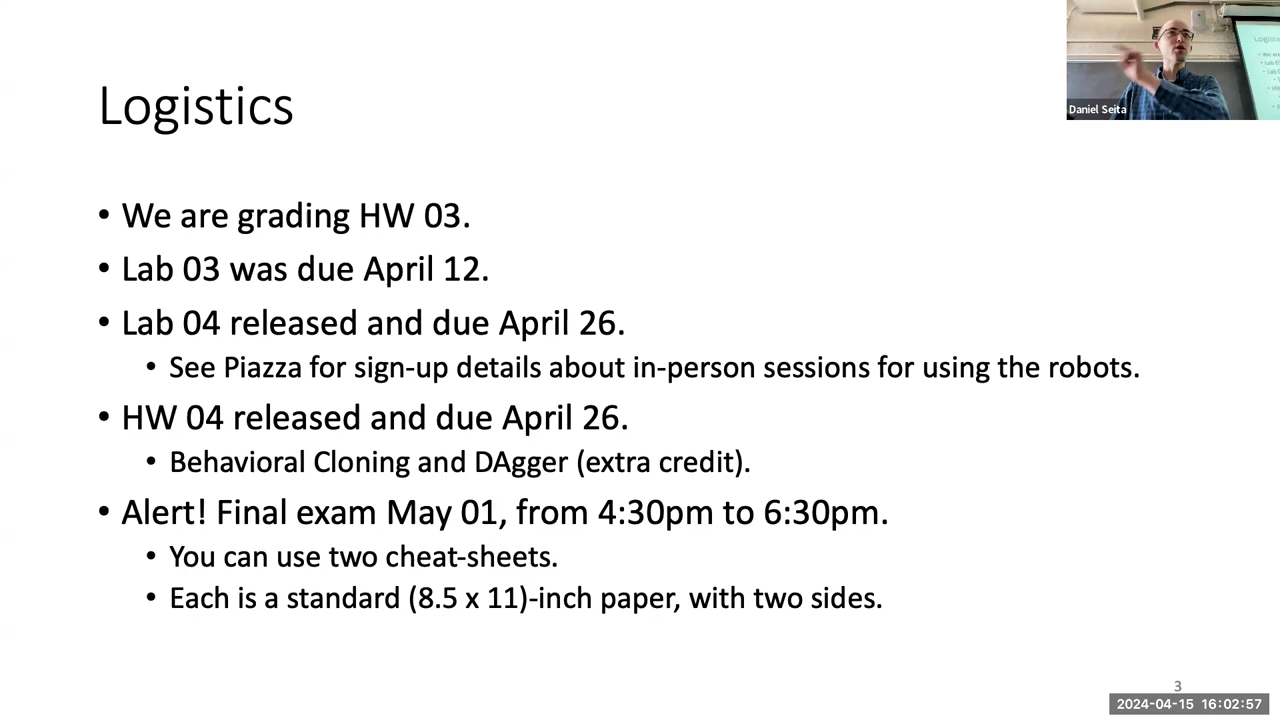 Logistics
Daniel Seita
• We are grading HW 03.
• Lab 03 was due April 12.
• Lab 04 released and due April 26.
• See Piazza for sign-up details about in-person sessions for using the robots.
• HW 04 released and due April 26.
• Behavioral Cloning and DAgger (extra credit).
• Alert! Final exam May 01, from 4:30pm to 6:30pm.
• You can use two cheat-sheets.
• Each is a standard (8.5 x 11)-inch paper, with two sides.
3
2024-04-15 16:02:57